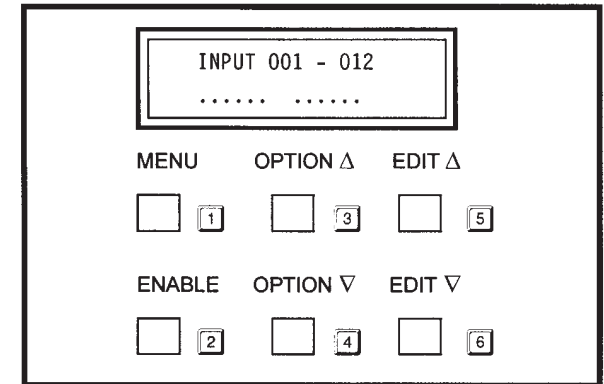 INPUT 001 - 012
...... ......
MENU OPTION Δ EDIT Δ
1 3 5
ENABLE OPTION ∇ EDIT ∇
2 4 6